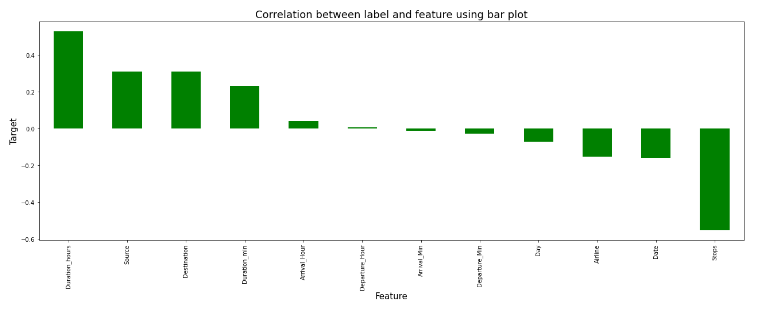 Correlation between label and feature using bar plot
Target
0.4
0.2
0.0
−0.2
−0.4
−0.6
Duration_hours
Source
Destination
Duration_min
Arrival_Hour
Departure_Hour
Arrival_Min
Departure_Min
Day
Airline
Date
Stops
Feature